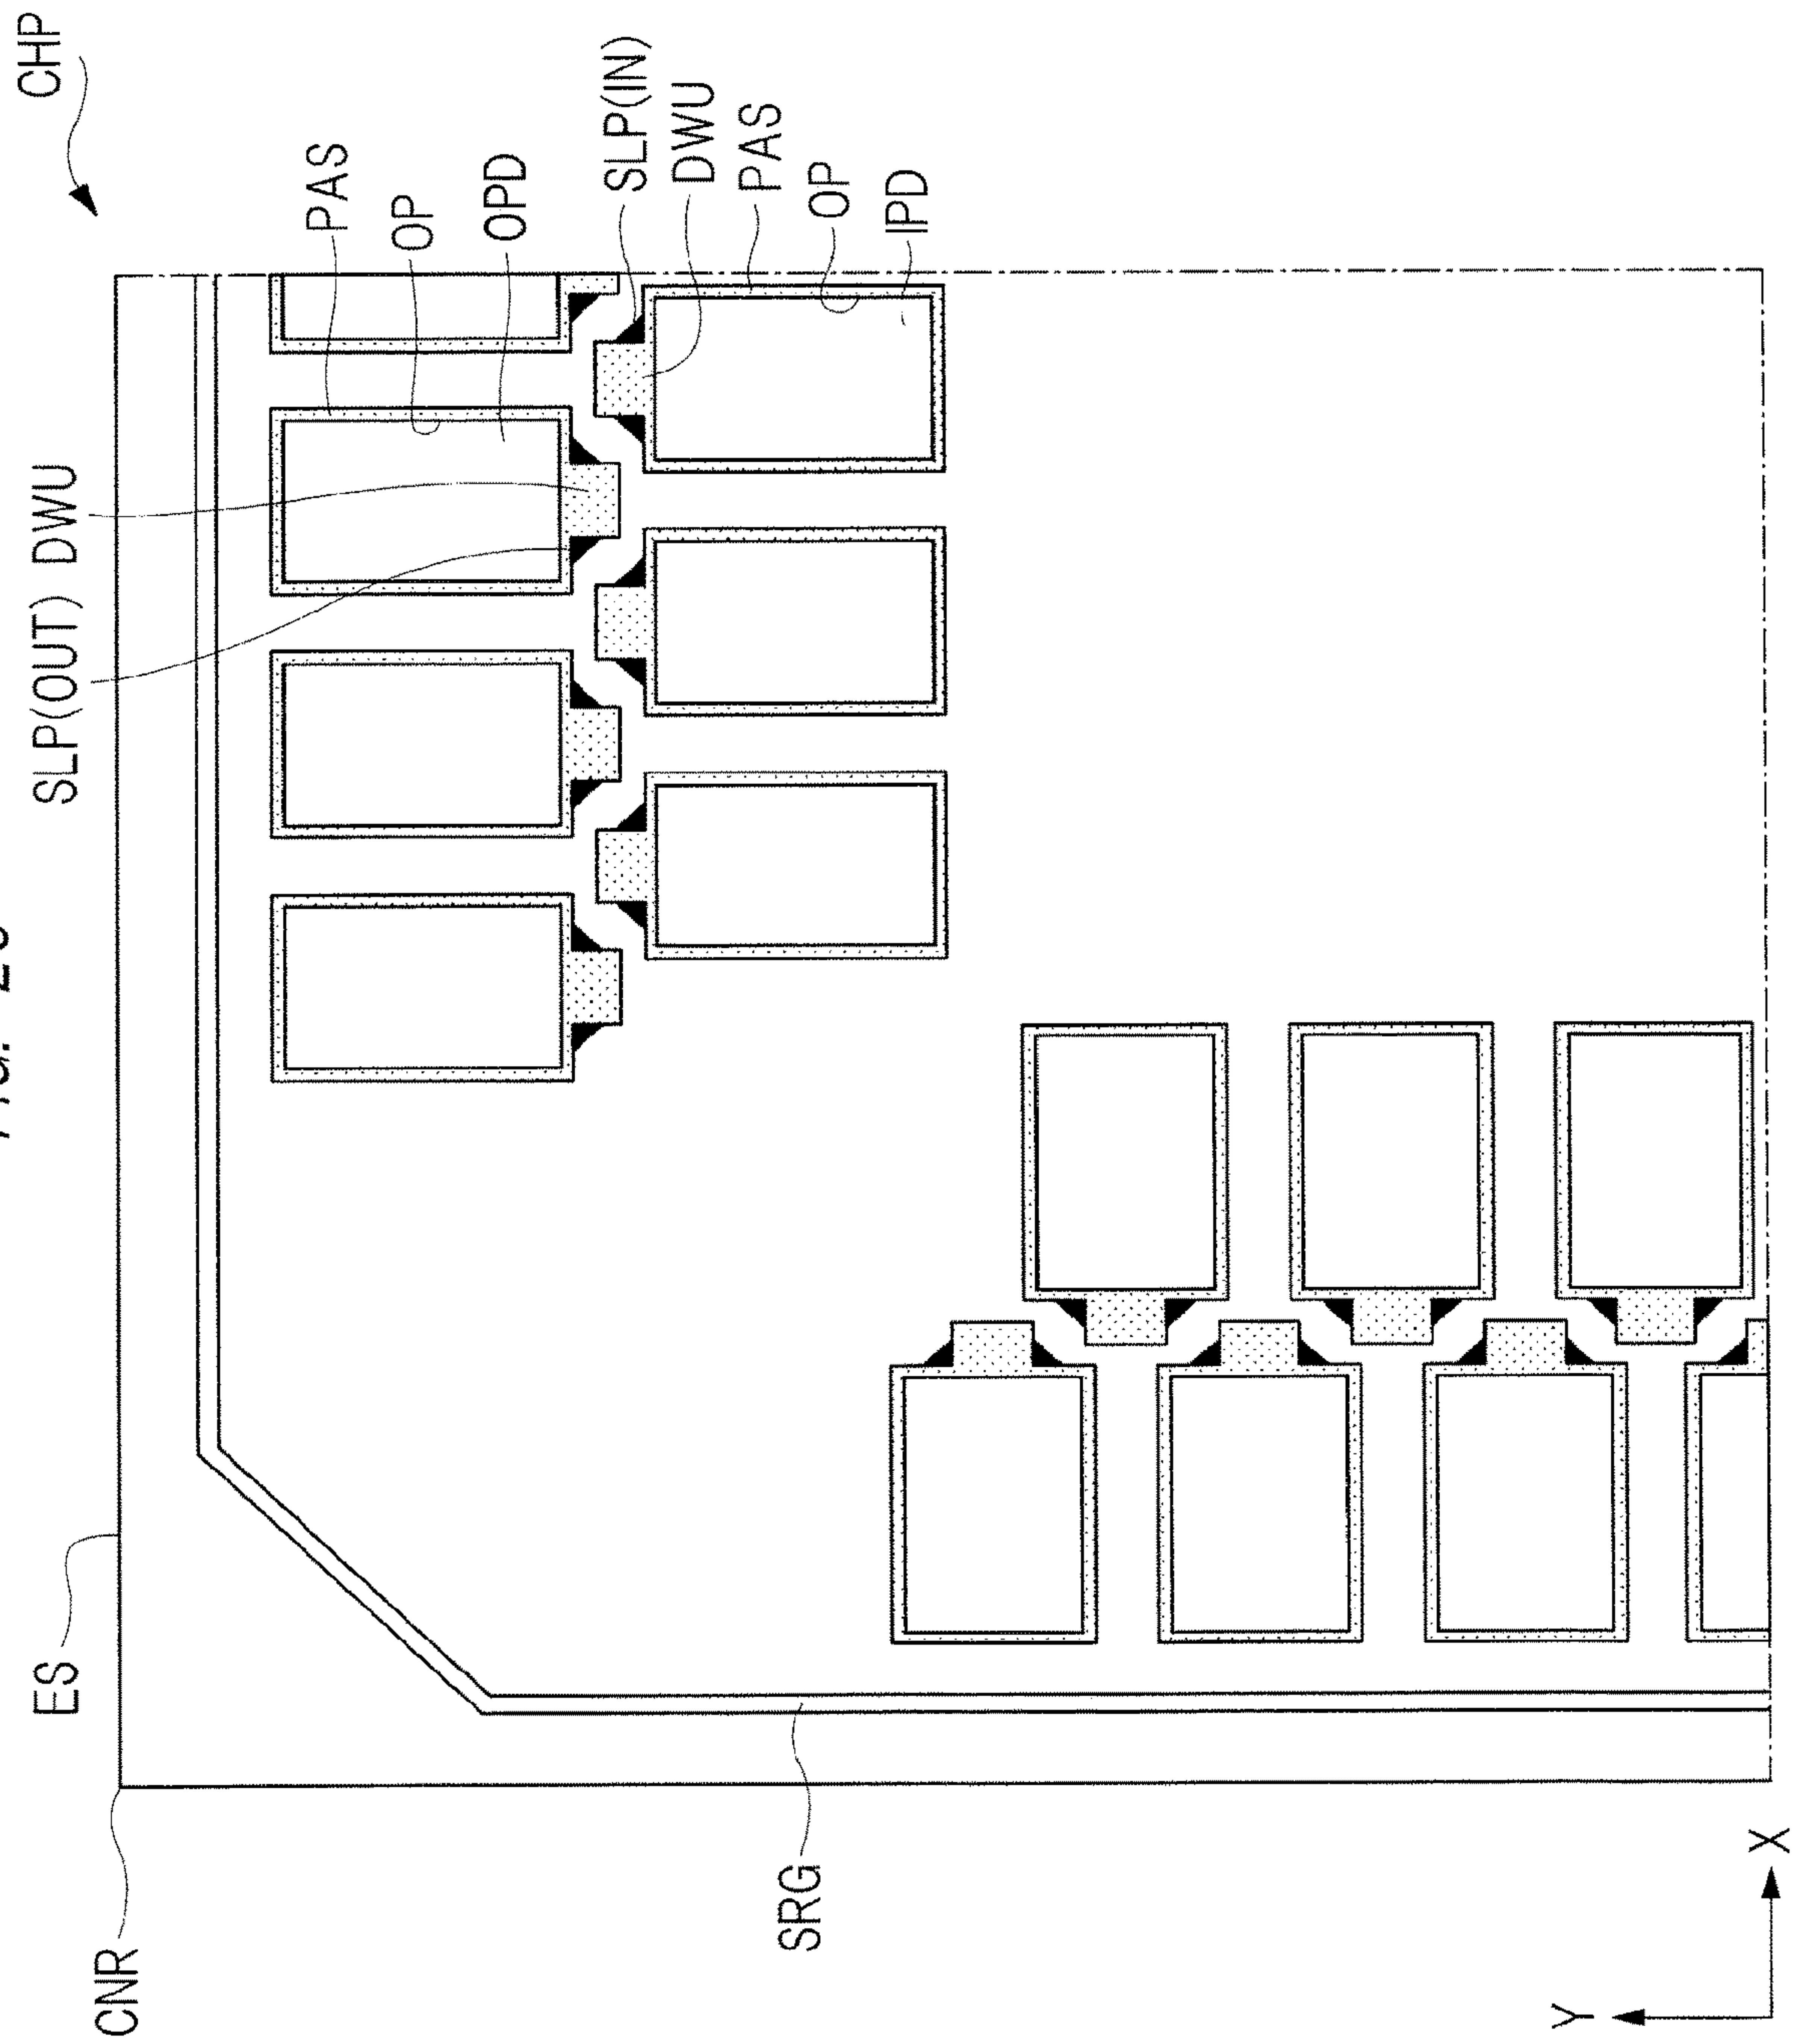 CHP
PAS
OP
OPD
SLP(IN)
DWU
PAS
OP
IPD
SLP(OUT) DWU
ES
CNR
SRG
X
Y